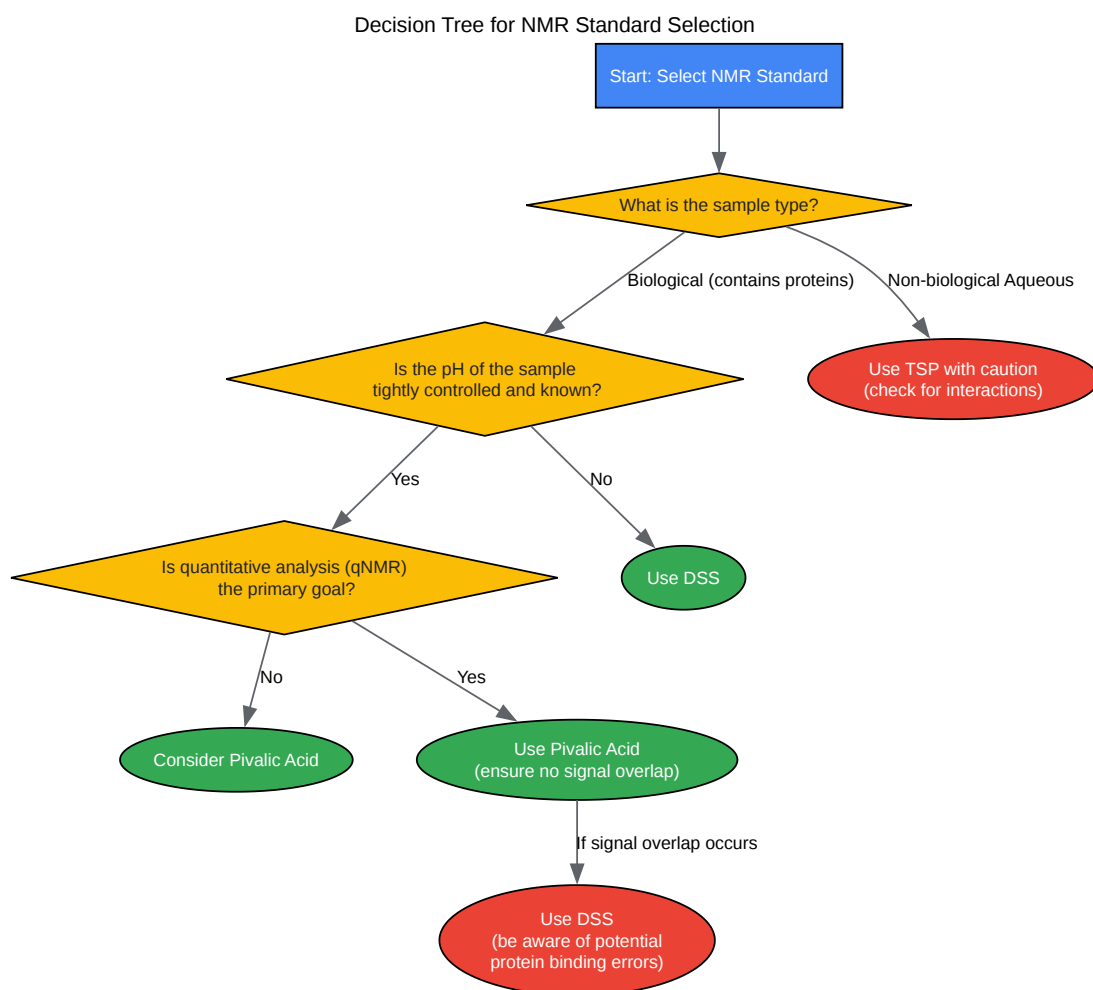 Decision Tree for NMR Standard Selection
Start: Select NMR Standard
What is the sample type?
Biological (contains proteins)
Non-biological Aqueous
Is the pH of the sample
tightly controlled and known?
Use TSP with caution
(check for interactions)
Yes
No
Is quantitative analysis (qNMR)
the primary goal?
Use DSS
No
Yes
Consider Pivalic Acid
Use Pivalic Acid
(ensure no signal overlap)
If signal overlap occurs
Use DSS
(be aware of potential
protein binding errors)